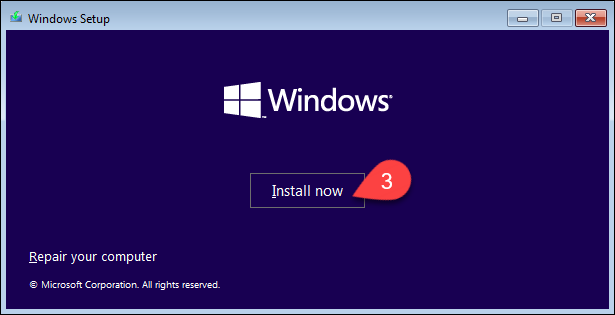 Windows Setup
Windows
Install now
3
Repair your computer
© Microsoft Corporation. All rights reserved.